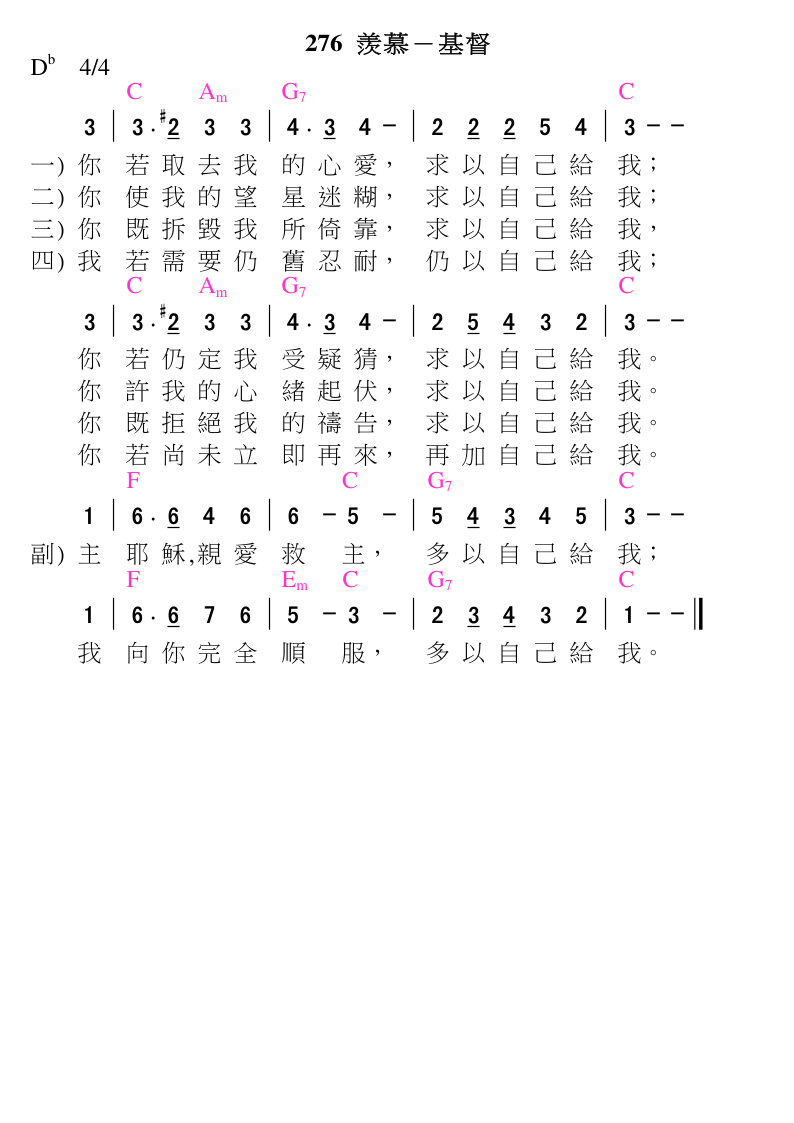 276 羨慕－基督
Db 4/4
C Am G7 C
3 | 3 . #2 3 3 | 4 . 3 4 － | 2 2 2 5 4 | 3 － －
一) 你 若 取 去 我 的 心 愛， 求 以 自 己 給 我；
二) 你 使 我 的 望 星 迷 糊， 求 以 自 己 給 我；
三) 你 既 拆 毀 我 所 倚 靠， 求 以 自 己 給 我，
四) 我 若 需 要 仍 舊 忍 耐， 仍 以 自 己 給 我；
C Am G7 C
3 | 3 . #2 3 3 | 4 . 3 4 － | 2 5 4 3 2 | 3 － －
你 若 仍 定 我 受 疑 猜， 求 以 自 己 給 我。
你 許 我 的 心 緒 起 伏， 求 以 自 己 給 我。
你 既 拒 絕 我 的 禱 告， 求 以 自 己 給 我。
你 若 尚 未 立 即 再 來， 再 加 自 己 給 我。
F C G7 C
1 | 6 . 6 4 6 | 6 － 5 － | 5 4 3 4 5 | 3 － －
副) 主 耶 穌,親 愛 救 主， 多 以 自 己 給 我；
F Em C G7 C
1 | 6 . 6 7 6 | 5 － 3 － | 2 3 4 3 2 | 1 － － ‖
我 向 你 完 全 順 服， 多 以 自 己 給 我。